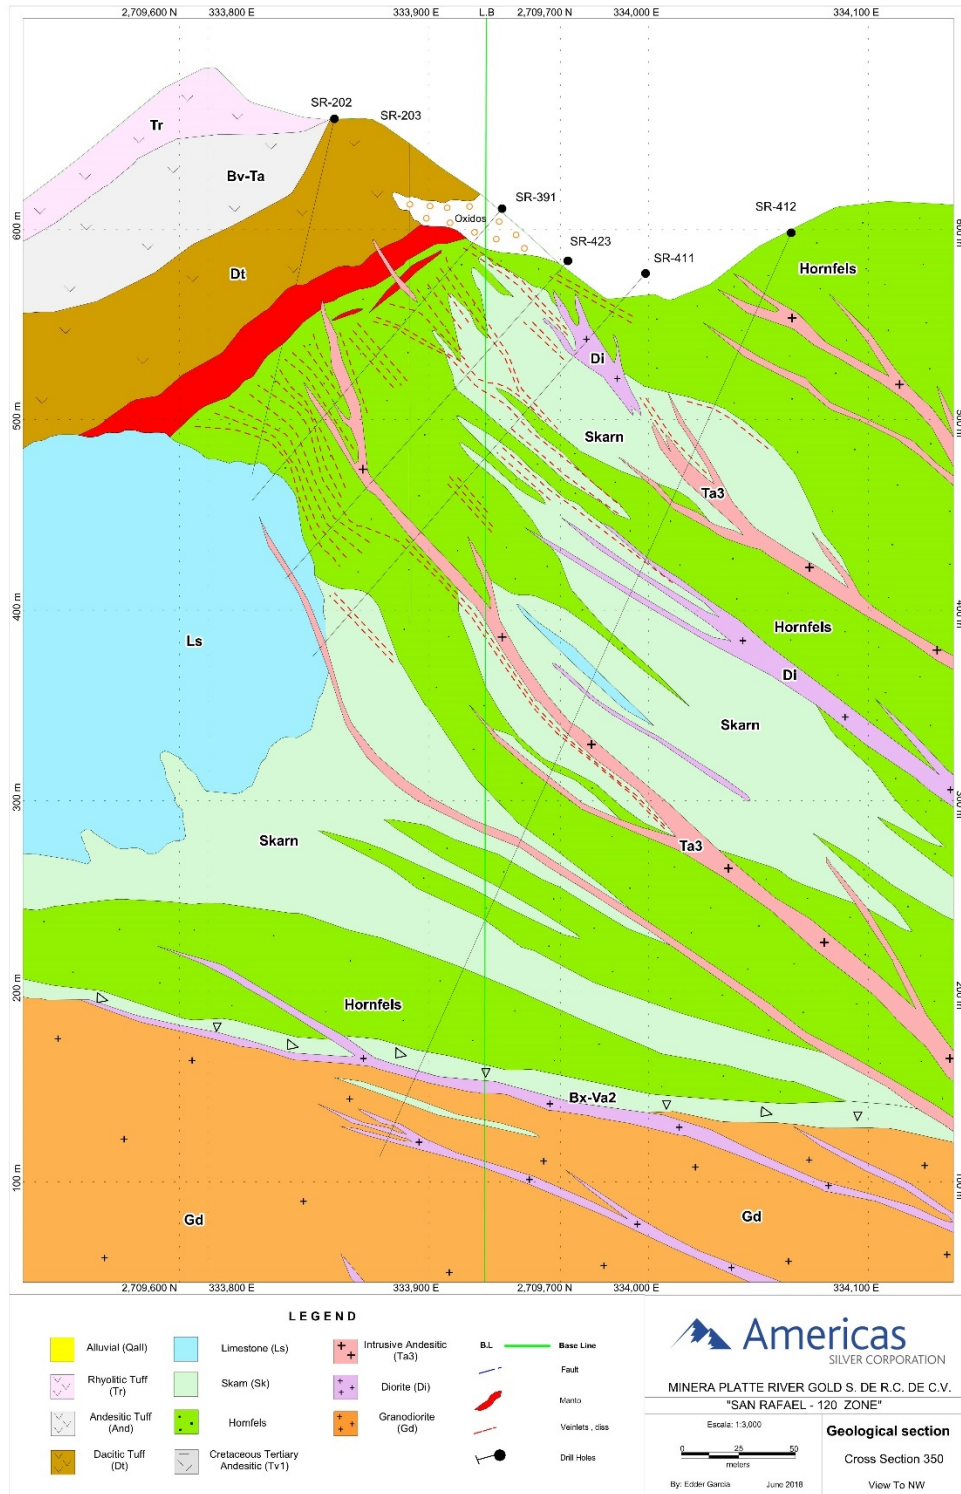 2,709,600 N
333,800 E
333,900 E
L.B
2,709,700 N
334,000 E
334,100 E
SR-202
SR-203
Tr
Bv-Ta
SR-391
SR-412
Oxidos
600 m
SR-423
SR-411
Hornfels
Dt
Di
500 m
Skarn
Ta3
400 m
Ls
Hornfels
Di
Skarn
300 m
Skarn
Ta3
200 m
Hornfels
Bx-Va2
100 m
Gd
Gd
2,709,600 N
333,800 E
333,900 E
2,709,700 N
334,000 E
334,100 E
LEGEND
Alluvial (Qall)
Rhyolitic Tuff
(Tr)
Andesitic Tuff
(And)
Dacitic Tuff
(Dt)
Limestone (Ls)
Skarn (Sk)
Hornfels
Cretaceous Tertiary
Andesitic (Tv1)
Intrusive Andesitic
(Ta3)
Diorite (Di)
Granodiorite
(Gd)
B.L
Base Line
Fault
Manto
Veinlets , diss
Drill Holes
Americas
SILVER CORPORATION
MINERA PLATTE RIVER GOLD S. DE R.C. DE C.V.
"SAN RAFAEL - 120 ZONE"
Escala: 1:3,000
0 25 50
meters
By: Edder Garcia June 2018
Geological section
Cross Section 350
View To NW